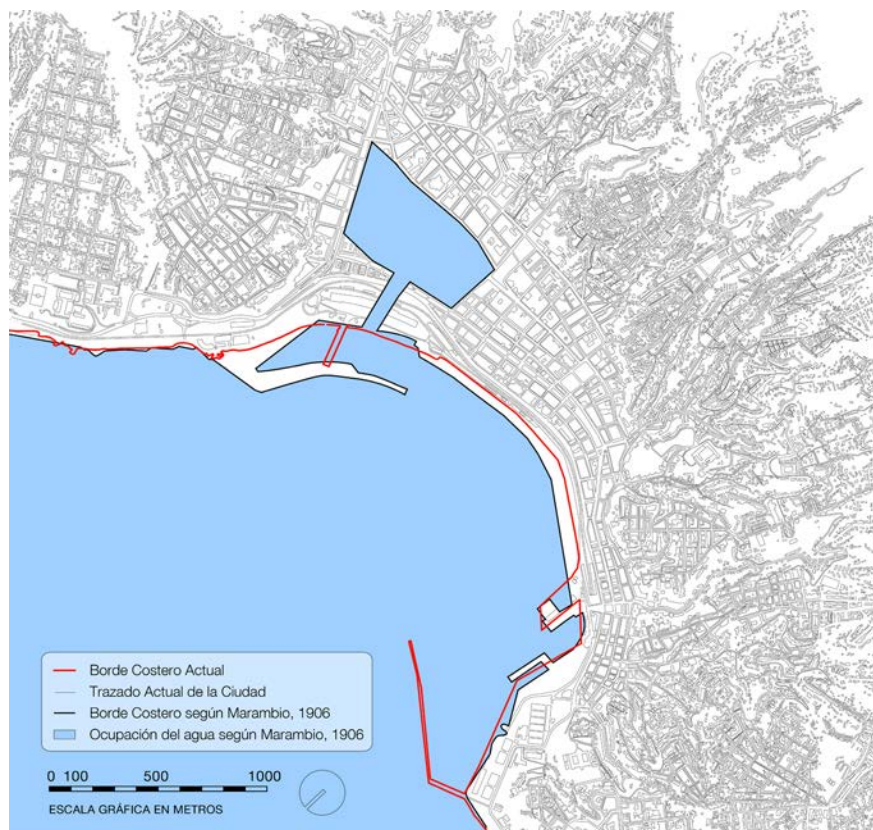 Borde Costero Actual
Trazado Actual de la Ciudad
Borde Costero según Marambio, 1906
Ocupación del agua según Marambio, 1906
0 100 500 1000
ESCALA GRÁFICA EN METROS